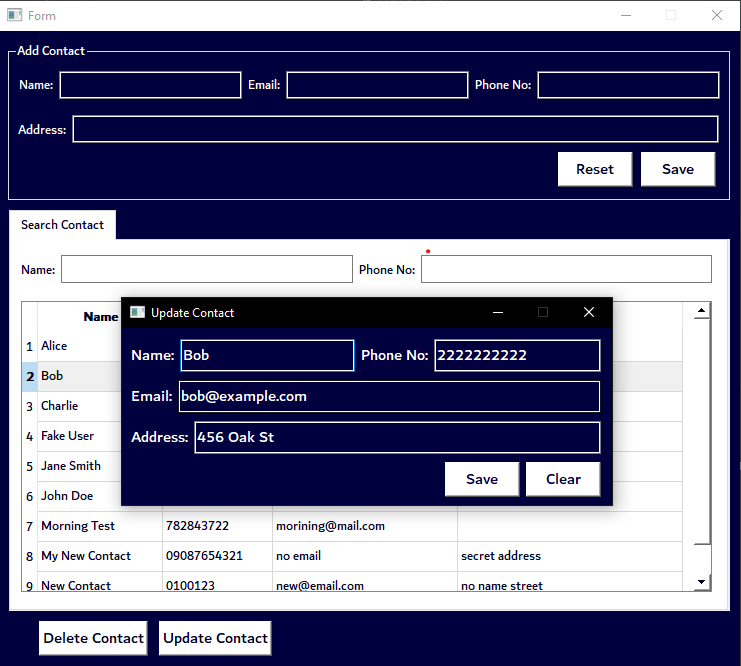 Form
Add Contact
Name: Email: Phone No:
Address:
Reset Save
Search Contact
Name: Phone No:
Name
1 Alice
2 Bob
3 Charlie
4 Fake User
5 Jane Smith
6 John Doe
7 Morning Test 782843722 morining@mail.com
8 My New Contact 09087654321 no email secret address
9 New Contact 0100123 new@email.com no name street
Update Contact
Name: Bob Phone No: 2222222222
Email: bob@example.com
Address: 456 Oak St
Save Clear
Delete Contact Update Contact